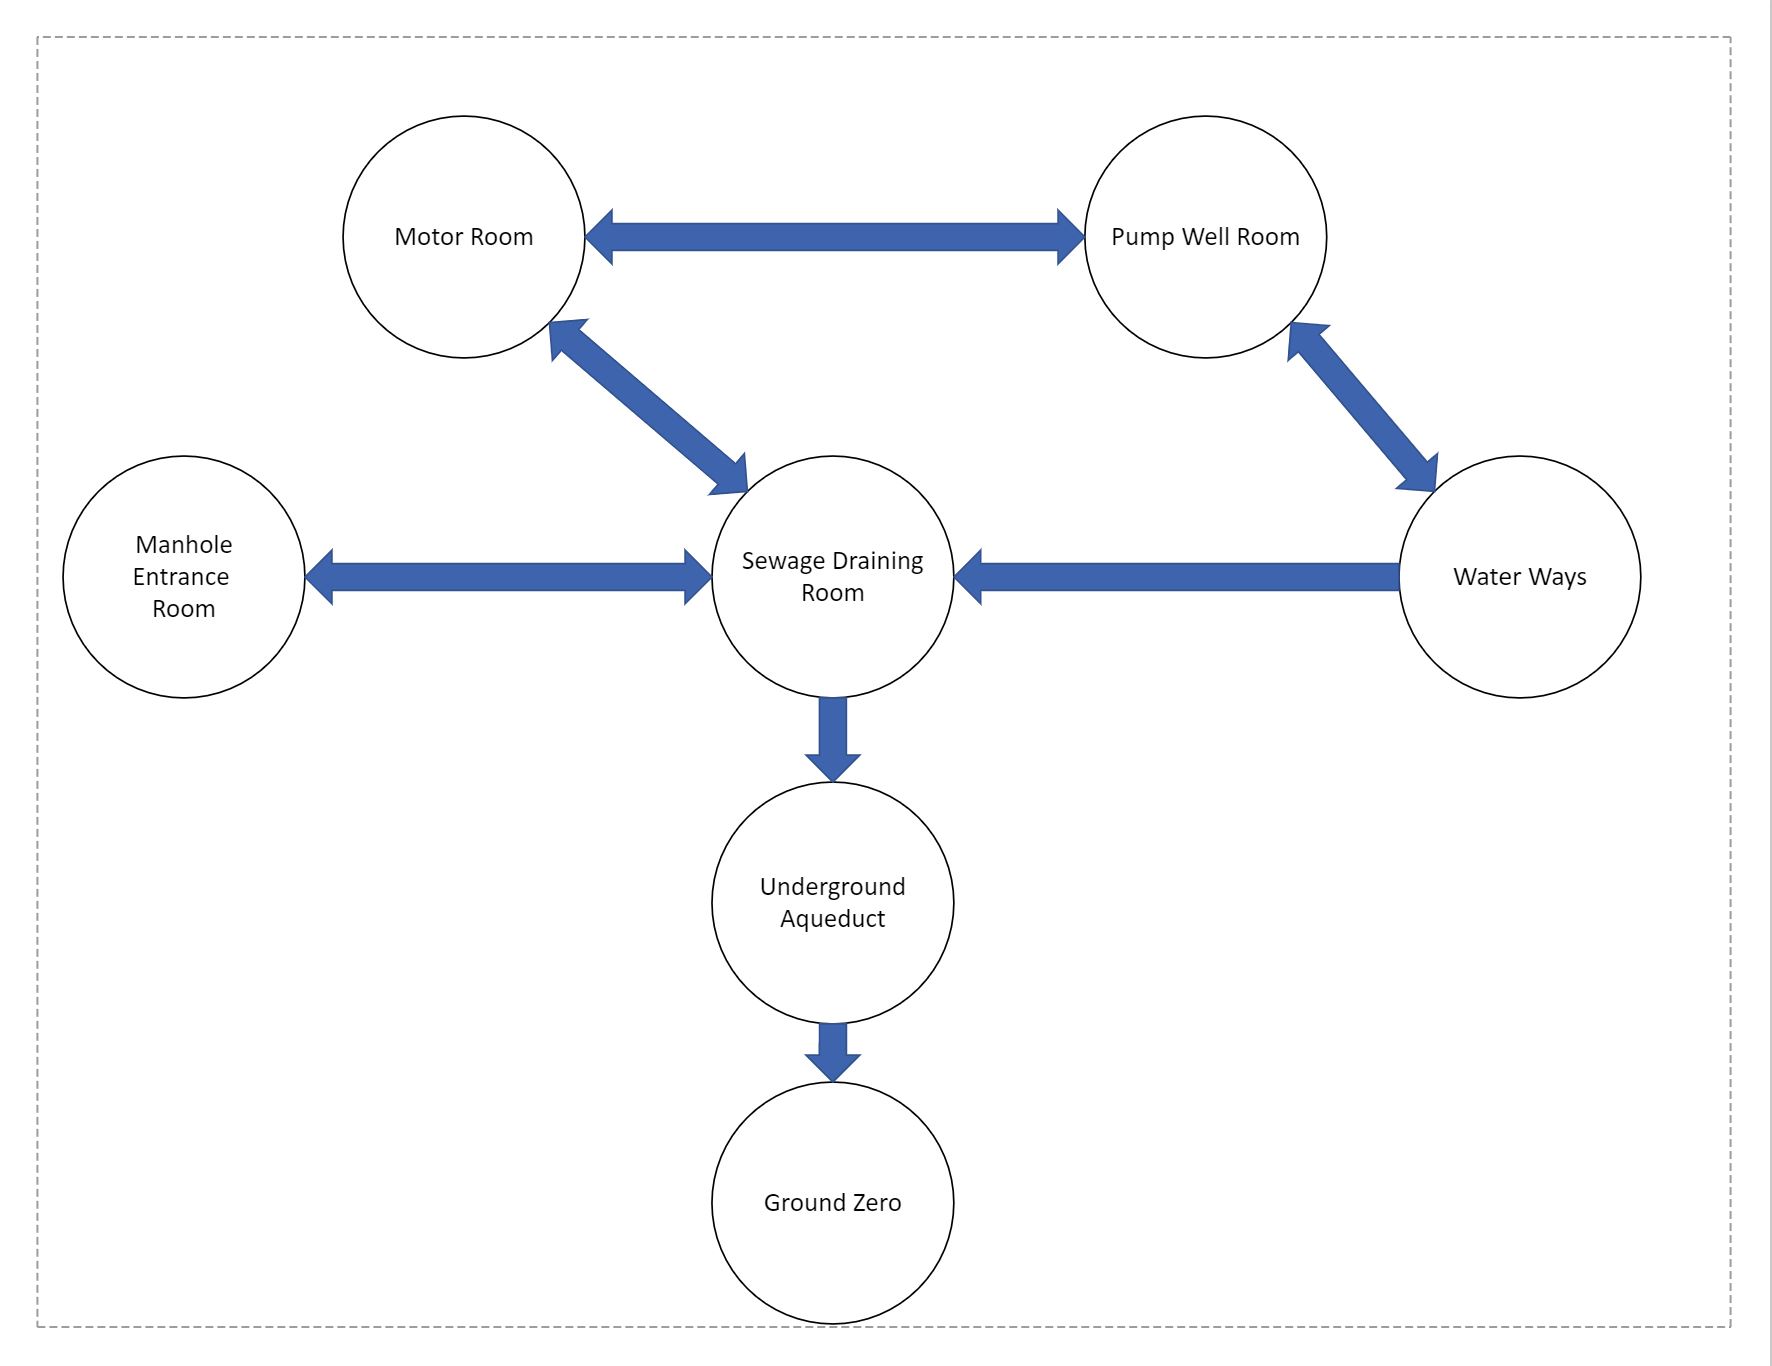 Motor Room
Pump Well Room
Manhole
Entrance
Room
Sewage Draining
Room
Water Ways
Underground
Aqueduct
Ground Zero